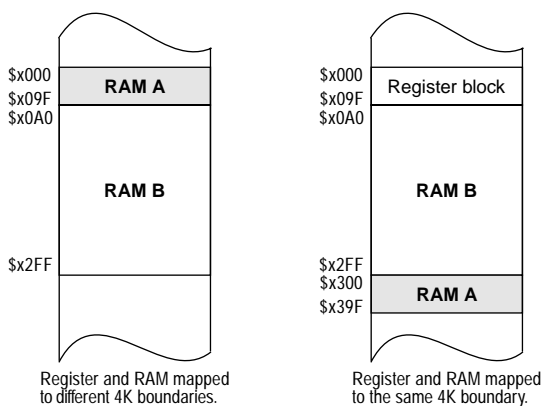 $x000
RAM A
$x09F
$x0A0
RAM B
$x2FF
Register and RAM mapped
to different 4K boundaries.
$x000
Register block
$x09F
$x0A0
RAM B
$x2FF
$x300
RAM A
$x39F
Register and RAM mapped
to the same 4K boundary.